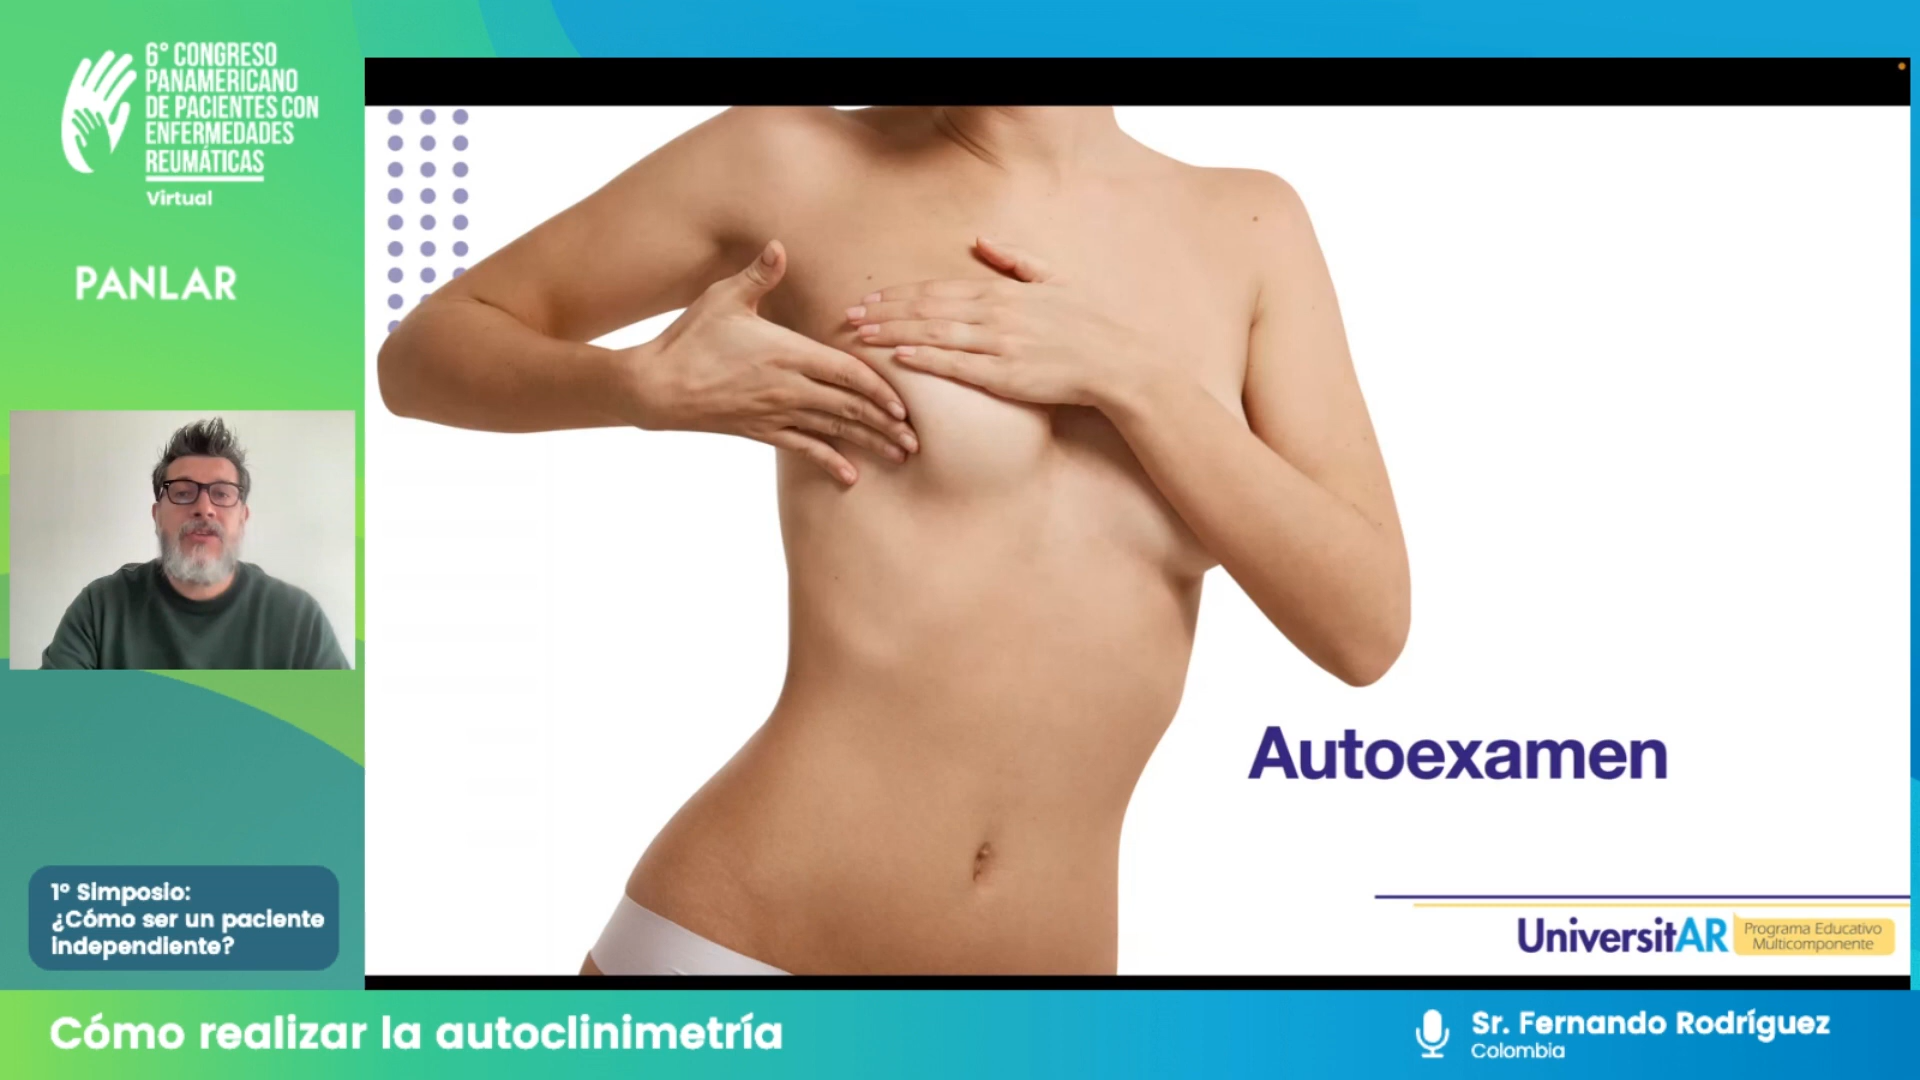 6° CONGRESO
PANAMERICANO
DE PACIENTES CON
ENFERMEDADES
REUMÁTICAS
Virtual
PANLAR
1° Simposio:
¿Cómo ser un paciente
independiente?
Autoexamen
UniversitAR
Programa Educativo
Multicomponente
Cómo realizar la autoclinimetría
Sr. Fernando Rodríguez
Colombia